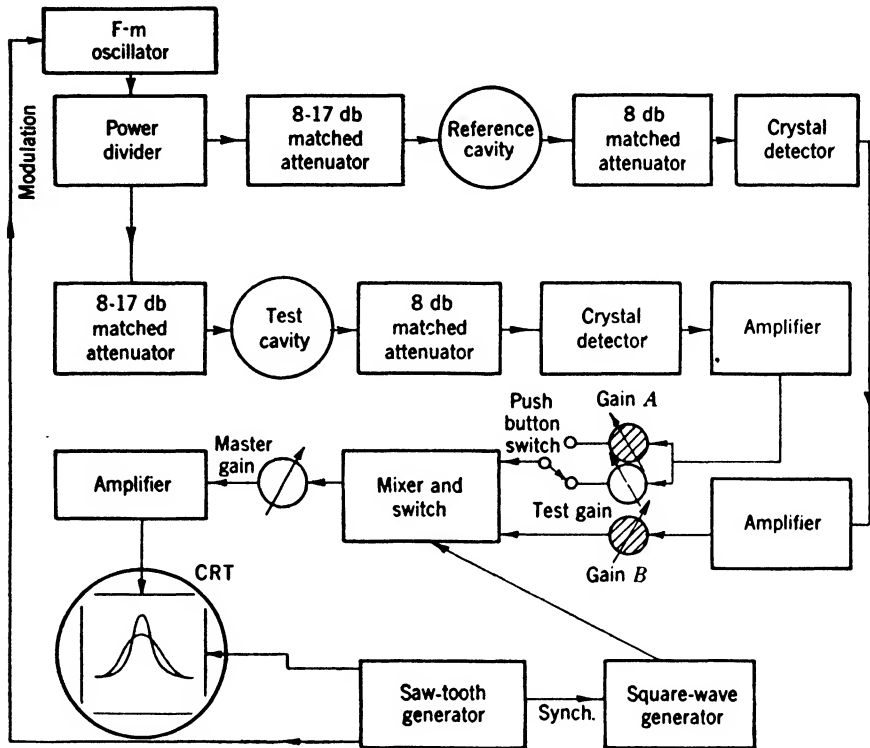 F-m
oscillator
Modulation
Power
divider
8-17 db
matched
attenuator
Reference
cavity
8 db
matched
attenuator
Crystal
detector
8-17 db
matched
attenuator
Test
cavity
8 db
matched
attenuator
Crystal
detector
Amplifier
Push
button
switch
Gain A
Master
gain
Amplifier
Mixer and
switch
Test gain
Amplifier
Gain B
CRT
Saw-tooth
generator
Synch.
Square-wave
generator